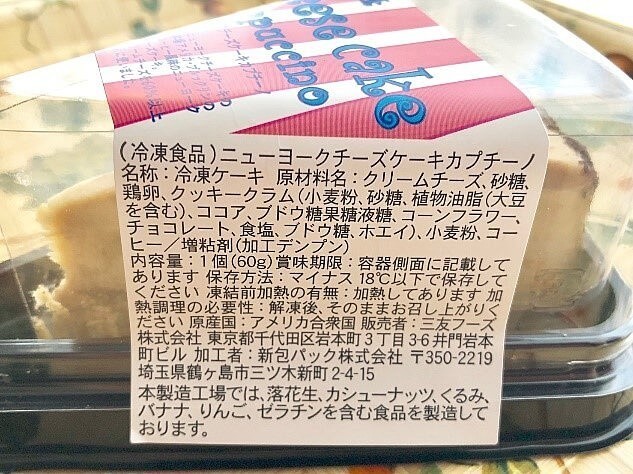 ese cake
puccino
(冷凍食品)ニューヨークチーズケーキカプチーノ
名称：冷凍ケーキ 原材料名：クリームチーズ、砂糖、
鶏卵、クッキークラム(小麦粉、砂糖、植物油脂(大豆
を含む)、ココア、ブドウ糖果糖液糖、コーンフラワー、
チョコレート、食塩、ブドウ糖、ホエイ)、小麦粉、コー
ヒー／増粘剤(加工デンプン)
内容量：1個(60g)賞味期限：容器側面に記載して
あります 保存方法：マイナス18℃以下で保存して
ください 凍結前加熱の有無：加熱してあります 加
熱調理の必要性：解凍後、そのままお召し上がりく
ださい 原産国：アメリカ合衆国 販売者：三友フーズ
株式会社 東京都千代田区岩本町3丁目3-6井門岩本
町ビル 加工者：新包パック株式会社 〒350-2219
埼玉県鶴ヶ島市三ツ木新町2-4-15
本製造工場では、落花生、カシューナッツ、くるみ、
バナナ、りんご、ゼラチンを含む食品を製造して
おります。